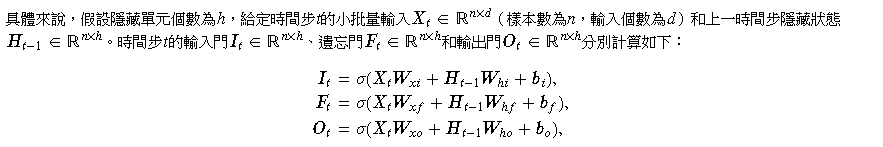 具體來說，假設隱藏單元個數為h，給定時間步t的小批量輸入X_t ∈ ℝ^{n×d}（樣本數為n，輸入個數為d）和上一時間步隱藏狀態
H_{t−1} ∈ ℝ^{n×h}。時間步t的輸入門I_t ∈ ℝ^{n×h}、遺忘門F_t ∈ ℝ^{n×h}和輸出門O_t ∈ ℝ^{n×h}分別計算如下：
I_t = σ(X_t W_{xi} + H_{t−1} W_{hi} + b_i),
F_t = σ(X_t W_{xf} + H_{t−1} W_{hf} + b_f),
O_t = σ(X_t W_{xo} + H_{t−1} W_{ho} + b_o),